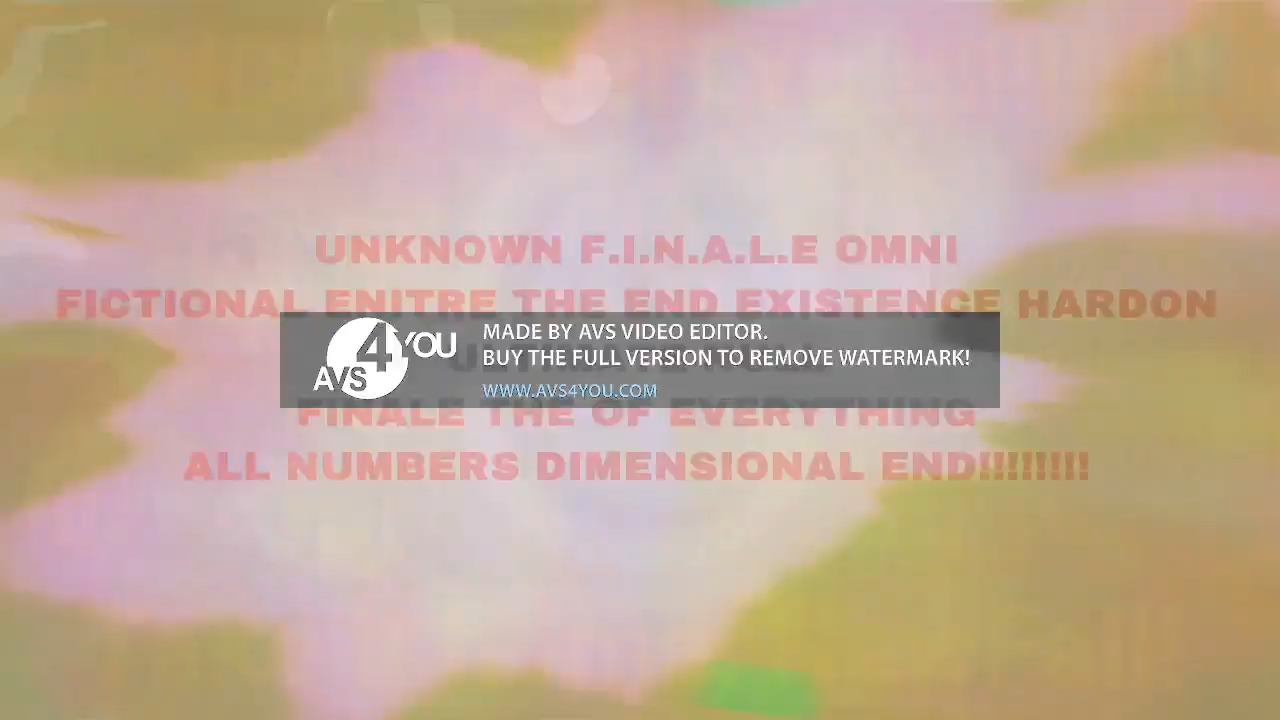 UNKNOWN F.I.N.A.L.E OMNI
FICTIONAL ENITRE THE END EXISTENCE HARDON
AVS4YOU
MADE BY AVS VIDEO EDITOR.
BUY THE FULL VERSION TO REMOVE WATERMARK!
WWW.AVS4YOU.COM
FINALE THE OF EVERYTHING
ALL NUMBERS DIMENSIONAL END!!!!!!!!